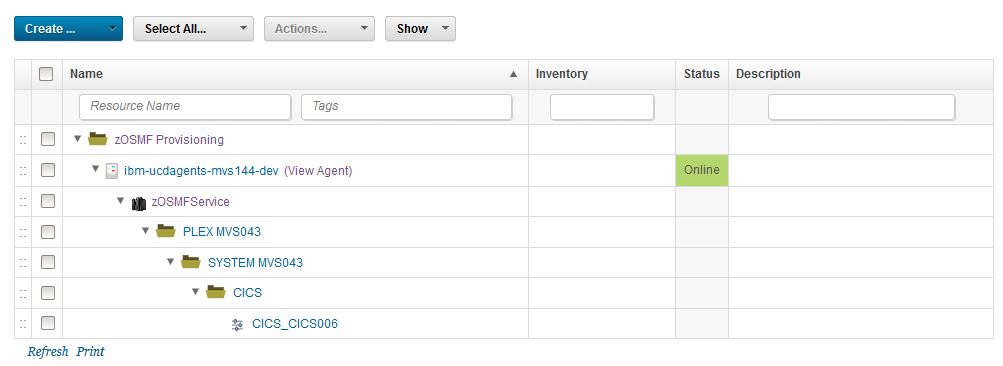 Create ... Select All... Actions... Show
Name Inventory Status Description
Resource Name Tags
zOSMF Provisioning
ibm-ucdagents-mvs144-dev (View Agent) Online
zOSMFService
PLEX MVS043
SYSTEM MVS043
CICS
CICS_CICS006
Refresh Print